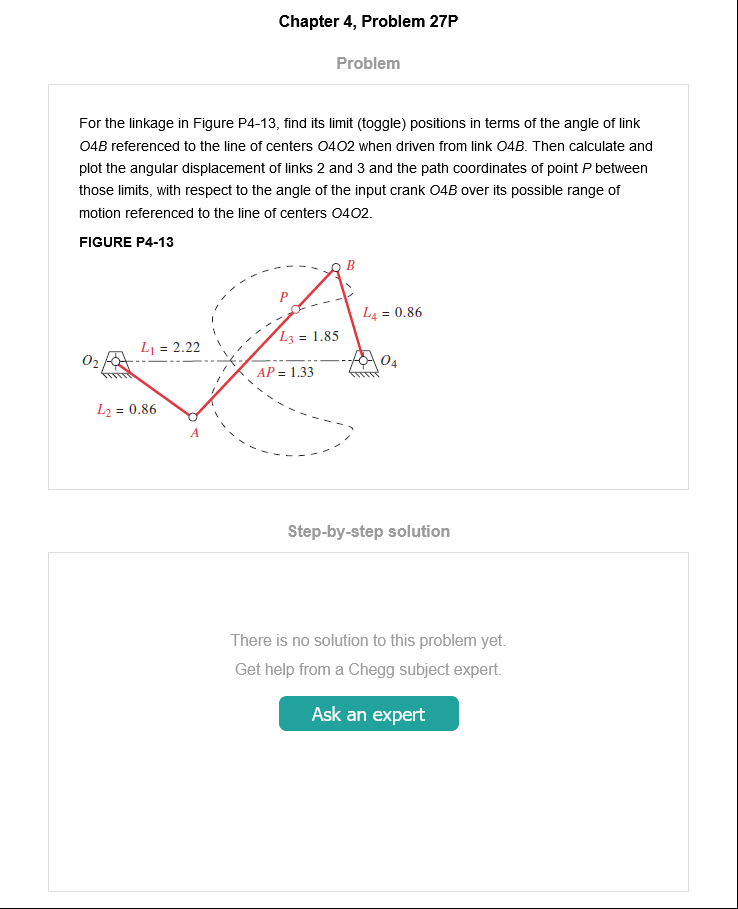 Chapter 4, Problem 27P
Problem
For the linkage in Figure P4-13, find its limit (toggle) positions in terms of the angle of link
O4B referenced to the line of centers O4O2 when driven from link O4B. Then calculate and
plot the angular displacement of links 2 and 3 and the path coordinates of point P between
those limits, with respect to the angle of the input crank O4B over its possible range of
motion referenced to the line of centers O4O2.
FIGURE P4-13
B
P
L4 = 0.86
L3 = 1.85
L1 = 2.22
O2
O4
AP = 1.33
L2 = 0.86
A
Step-by-step solution
There is no solution to this problem yet.
Get help from a Chegg subject expert.
Ask an expert